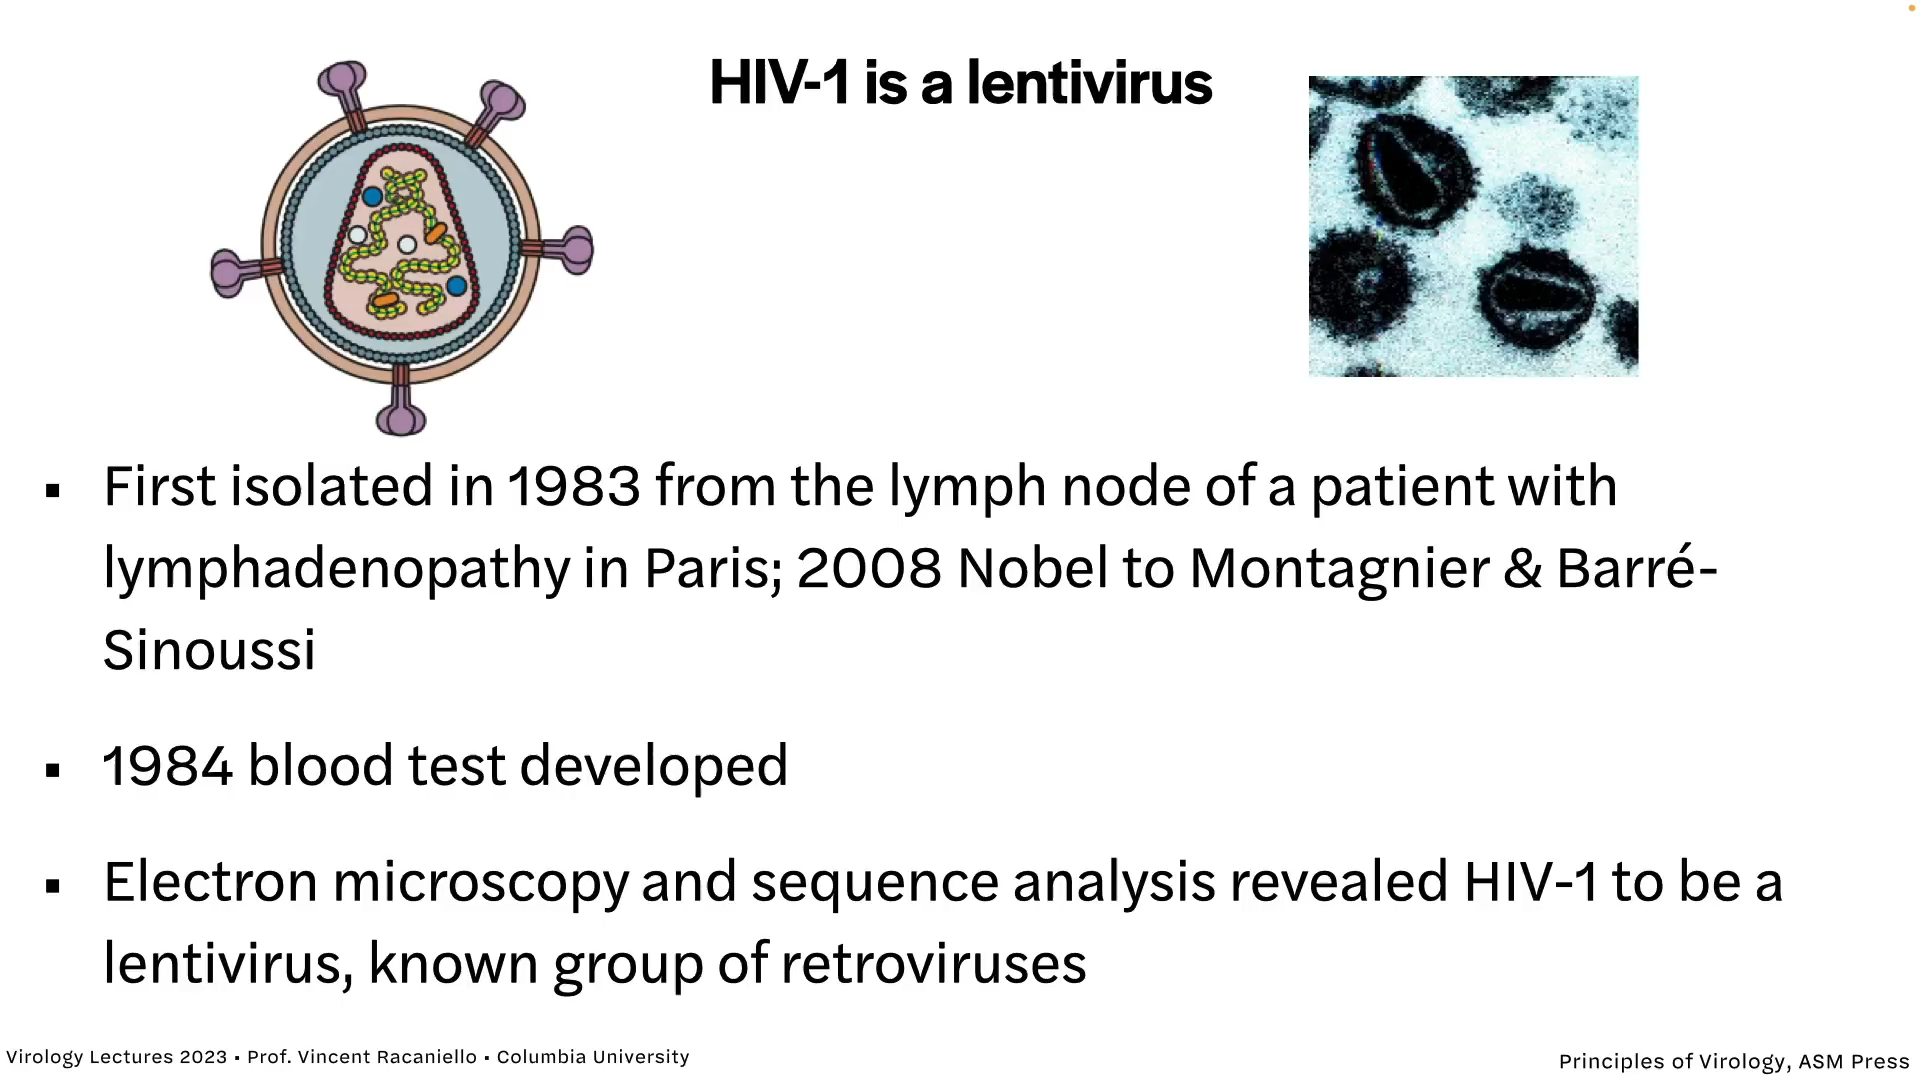 HIV-1 is a lentivirus
▪ First isolated in 1983 from the lymph node of a patient with
lymphadenopathy in Paris; 2008 Nobel to Montagnier & Barré-
Sinoussi
▪ 1984 blood test developed
▪ Electron microscopy and sequence analysis revealed HIV-1 to be a
lentivirus, known group of retroviruses
Virology Lectures 2023 • Prof. Vincent Racaniello • Columbia University
Principles of Virology, ASM Press